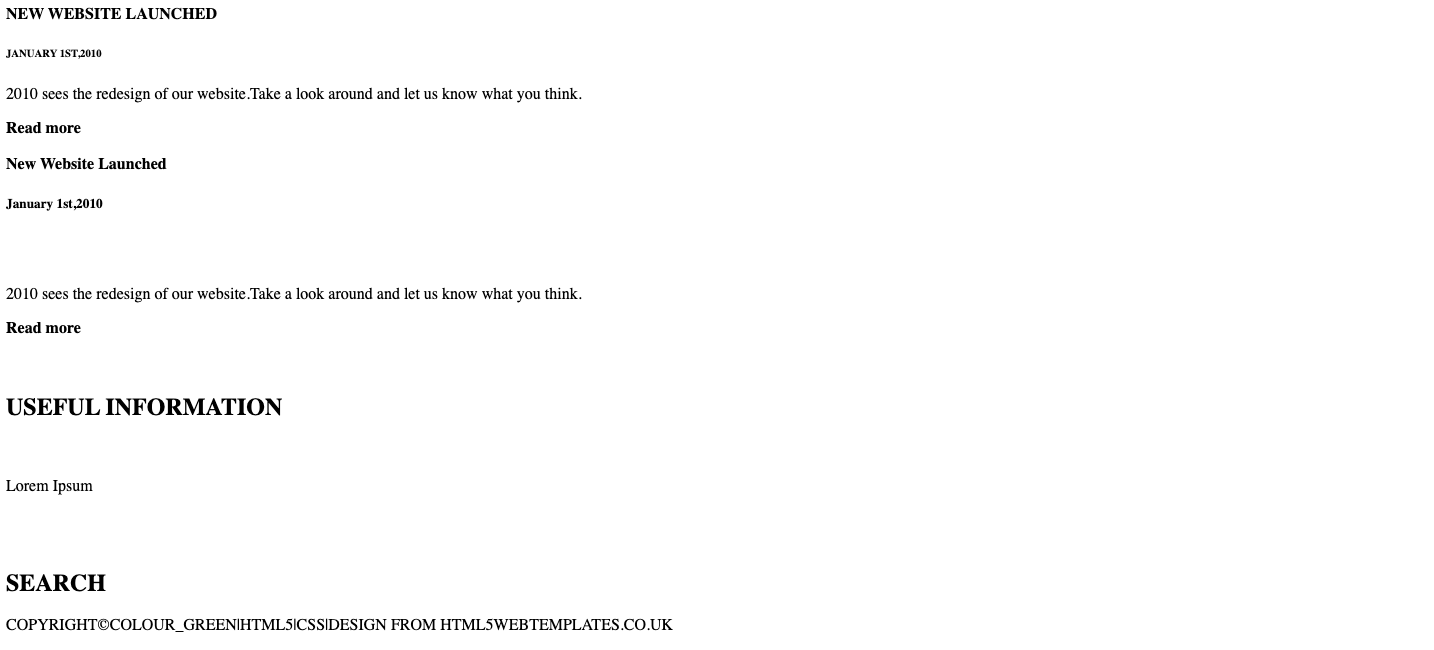 NEW WEBSITE LAUNCHED
JANUARY 1ST,2010
2010 sees the redesign of our website.Take a look around and let us know what you think.
Read more
New Website Launched
January 1st,2010
2010 sees the redesign of our website.Take a look around and let us know what you think.
Read more
USEFUL INFORMATION
Lorem Ipsum
SEARCH
COPYRIGHT©COLOUR_GREEN|HTML5|CSS|DESIGN FROM HTML5WEBTEMPLATES.CO.UK